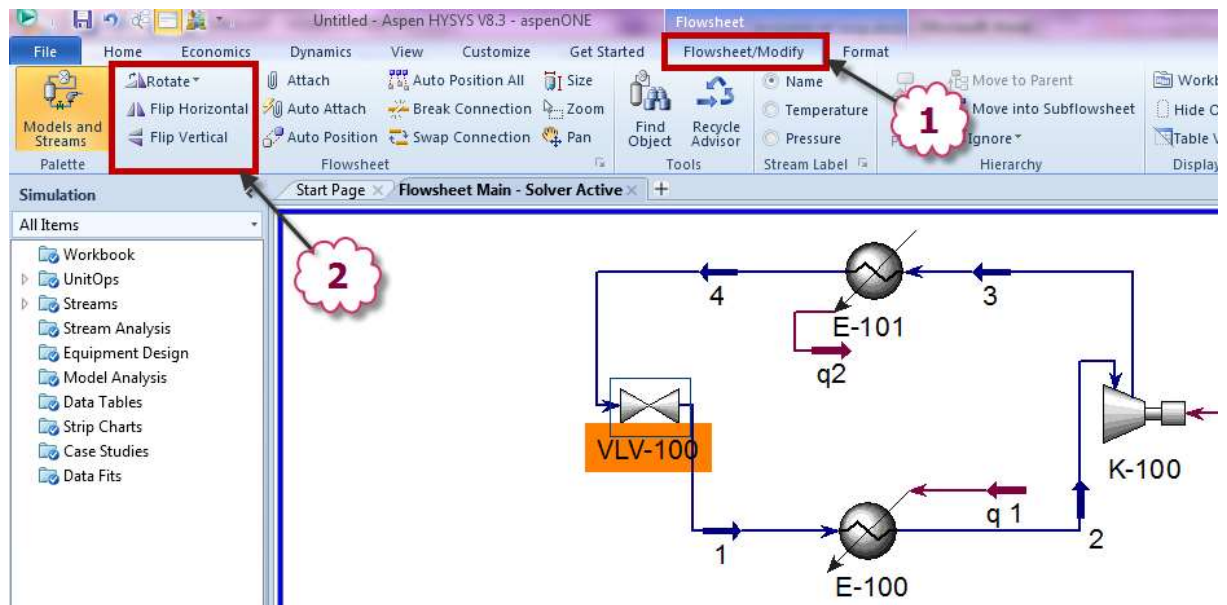 Untitled - Aspen HYSYS V8.3 - aspenONE Flowsheet
File Home Economics Dynamics View Customize Get Started Flowsheet/Modify Format
Models and Streams
Rotate
Flip Horizontal
Flip Vertical
Palette
Attach Auto Position All Size
Auto Attach Break Connection Zoom
Auto Position Swap Connection Pan
Flowsheet
Find Object
Recycle Advisor
Tools
Name
Temperature
Pressure
Stream Label
Move to Parent
Move into Subflowsheet
Ignore
Hierarchy
Workb
Hide O
Table V
Display
1
2
Simulation
All Items
Workbook
UnitOps
Streams
Stream Analysis
Equipment Design
Model Analysis
Data Tables
Strip Charts
Case Studies
Data Fits
Start Page Flowsheet Main - Solver Active
4
3
E-101
q2
VLV-100
K-100
q 1
1
2
E-100